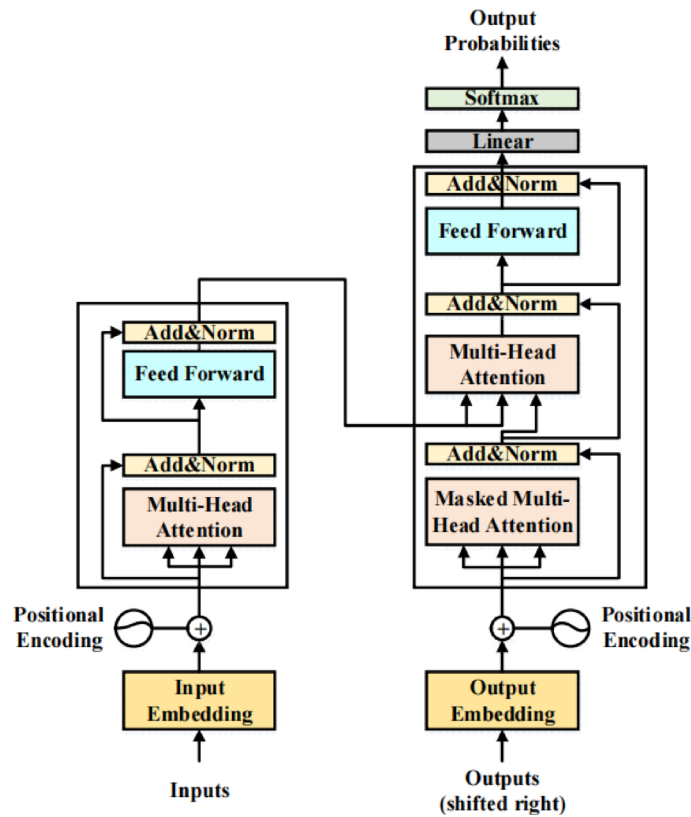 Output
Probabilities
Softmax
Linear
Add&Norm
Feed Forward
Add&Norm
Multi-Head
Attention
Add&Norm
Masked Multi-
Head Attention
Positional
Encoding
+
Output
Embedding
Outputs
(shifted right)
Add&Norm
Feed Forward
Add&Norm
Multi-Head
Attention
Positional
Encoding
+
Input
Embedding
Inputs